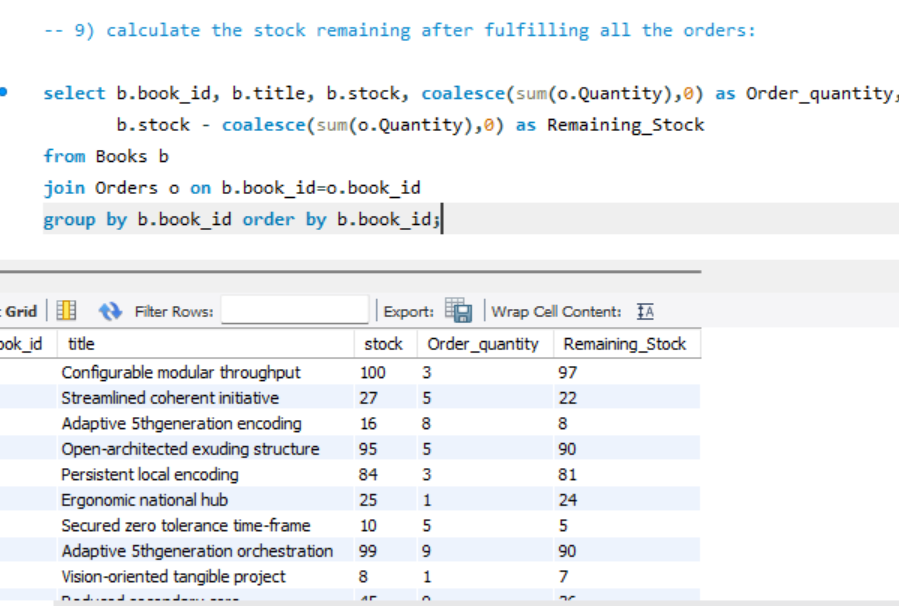 -- 9) calculate the stock remaining after fulfilling all the orders:
select b.book_id, b.title, b.stock, coalesce(sum(o.Quantity),0) as Order_quantity,
b.stock - coalesce(sum(o.Quantity),0) as Remaining_Stock
from Books b
join Orders o on b.book_id=o.book_id
group by b.book_id order by b.book_id;
Grid Filter Rows: Export: Wrap Cell Content:
ook_id title stock Order_quantity Remaining_Stock
Configurable modular throughput 100 3 97
Streamlined coherent initiative 27 5 22
Adaptive 5thgeneration encoding 16 8 8
Open-architected exuding structure 95 5 90
Persistent local encoding 84 3 81
Ergonomic national hub 25 1 24
Secured zero tolerance time-frame 10 5 5
Adaptive 5thgeneration orchestration 99 9 90
Vision-oriented tangible project 8 1 7